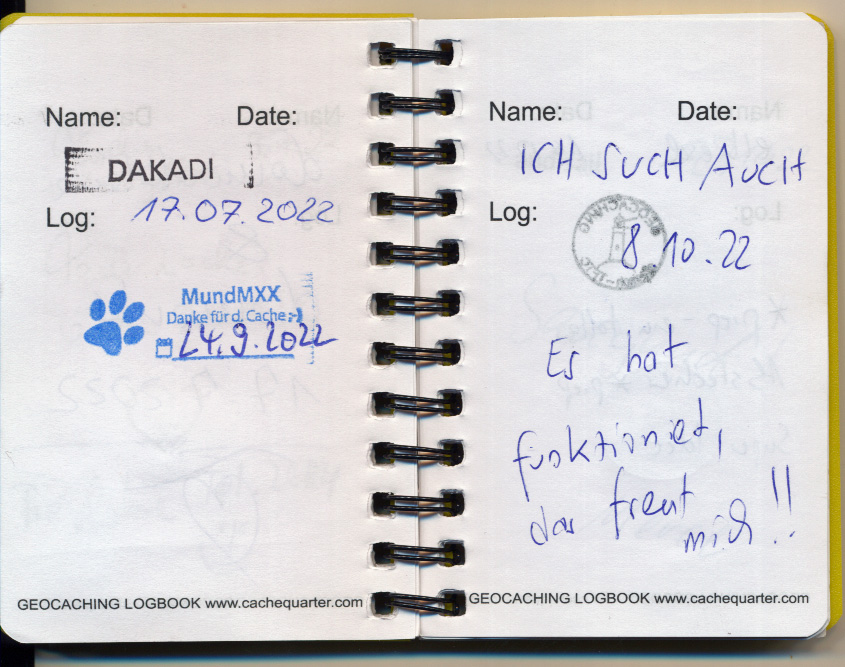 Name: Date:
DAKADI
Log: 17.07.2022
MundMXX
Danke für d. Cache :-)
24.9.2022
GEOCACHING LOGBOOK www.cachequarter.com
Name: Date:
ICH SUCH AUCH
Log:
8 10.22
Es hat
funktioniert,
das freut
mich!!
GEOCACHING LOGBOOK www.cachequarter.com